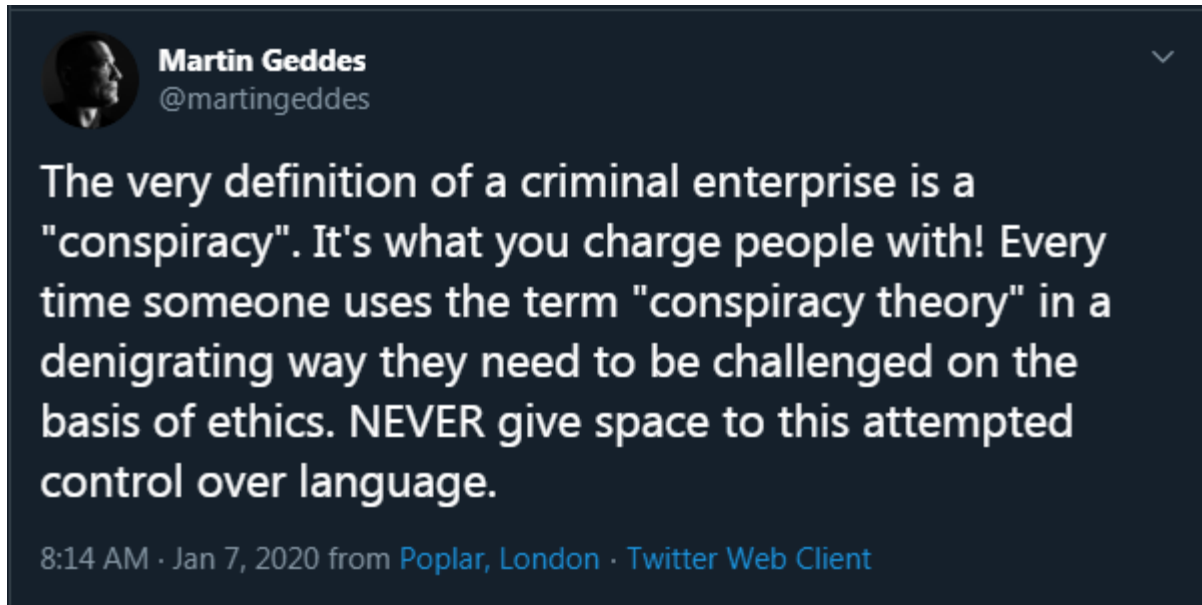 Martin Geddes
@martingeddes
The very definition of a criminal enterprise is a
"conspiracy". It's what you charge people with! Every
time someone uses the term "conspiracy theory" in a
denigrating way they need to be challenged on the
basis of ethics. NEVER give space to this attempted
control over language.
8:14 AM · Jan 7, 2020 from Poplar, London · Twitter Web Client